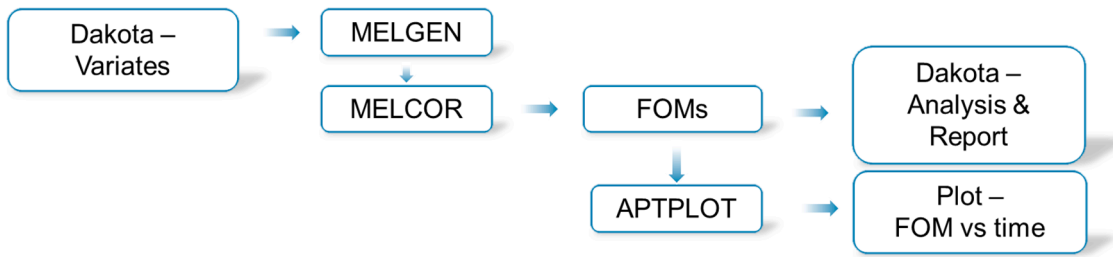 Dakota –
Variates
MELGEN
MELCOR
FOMs
Dakota –
Analysis &
Report
APTPLOT
Plot –
FOM vs time